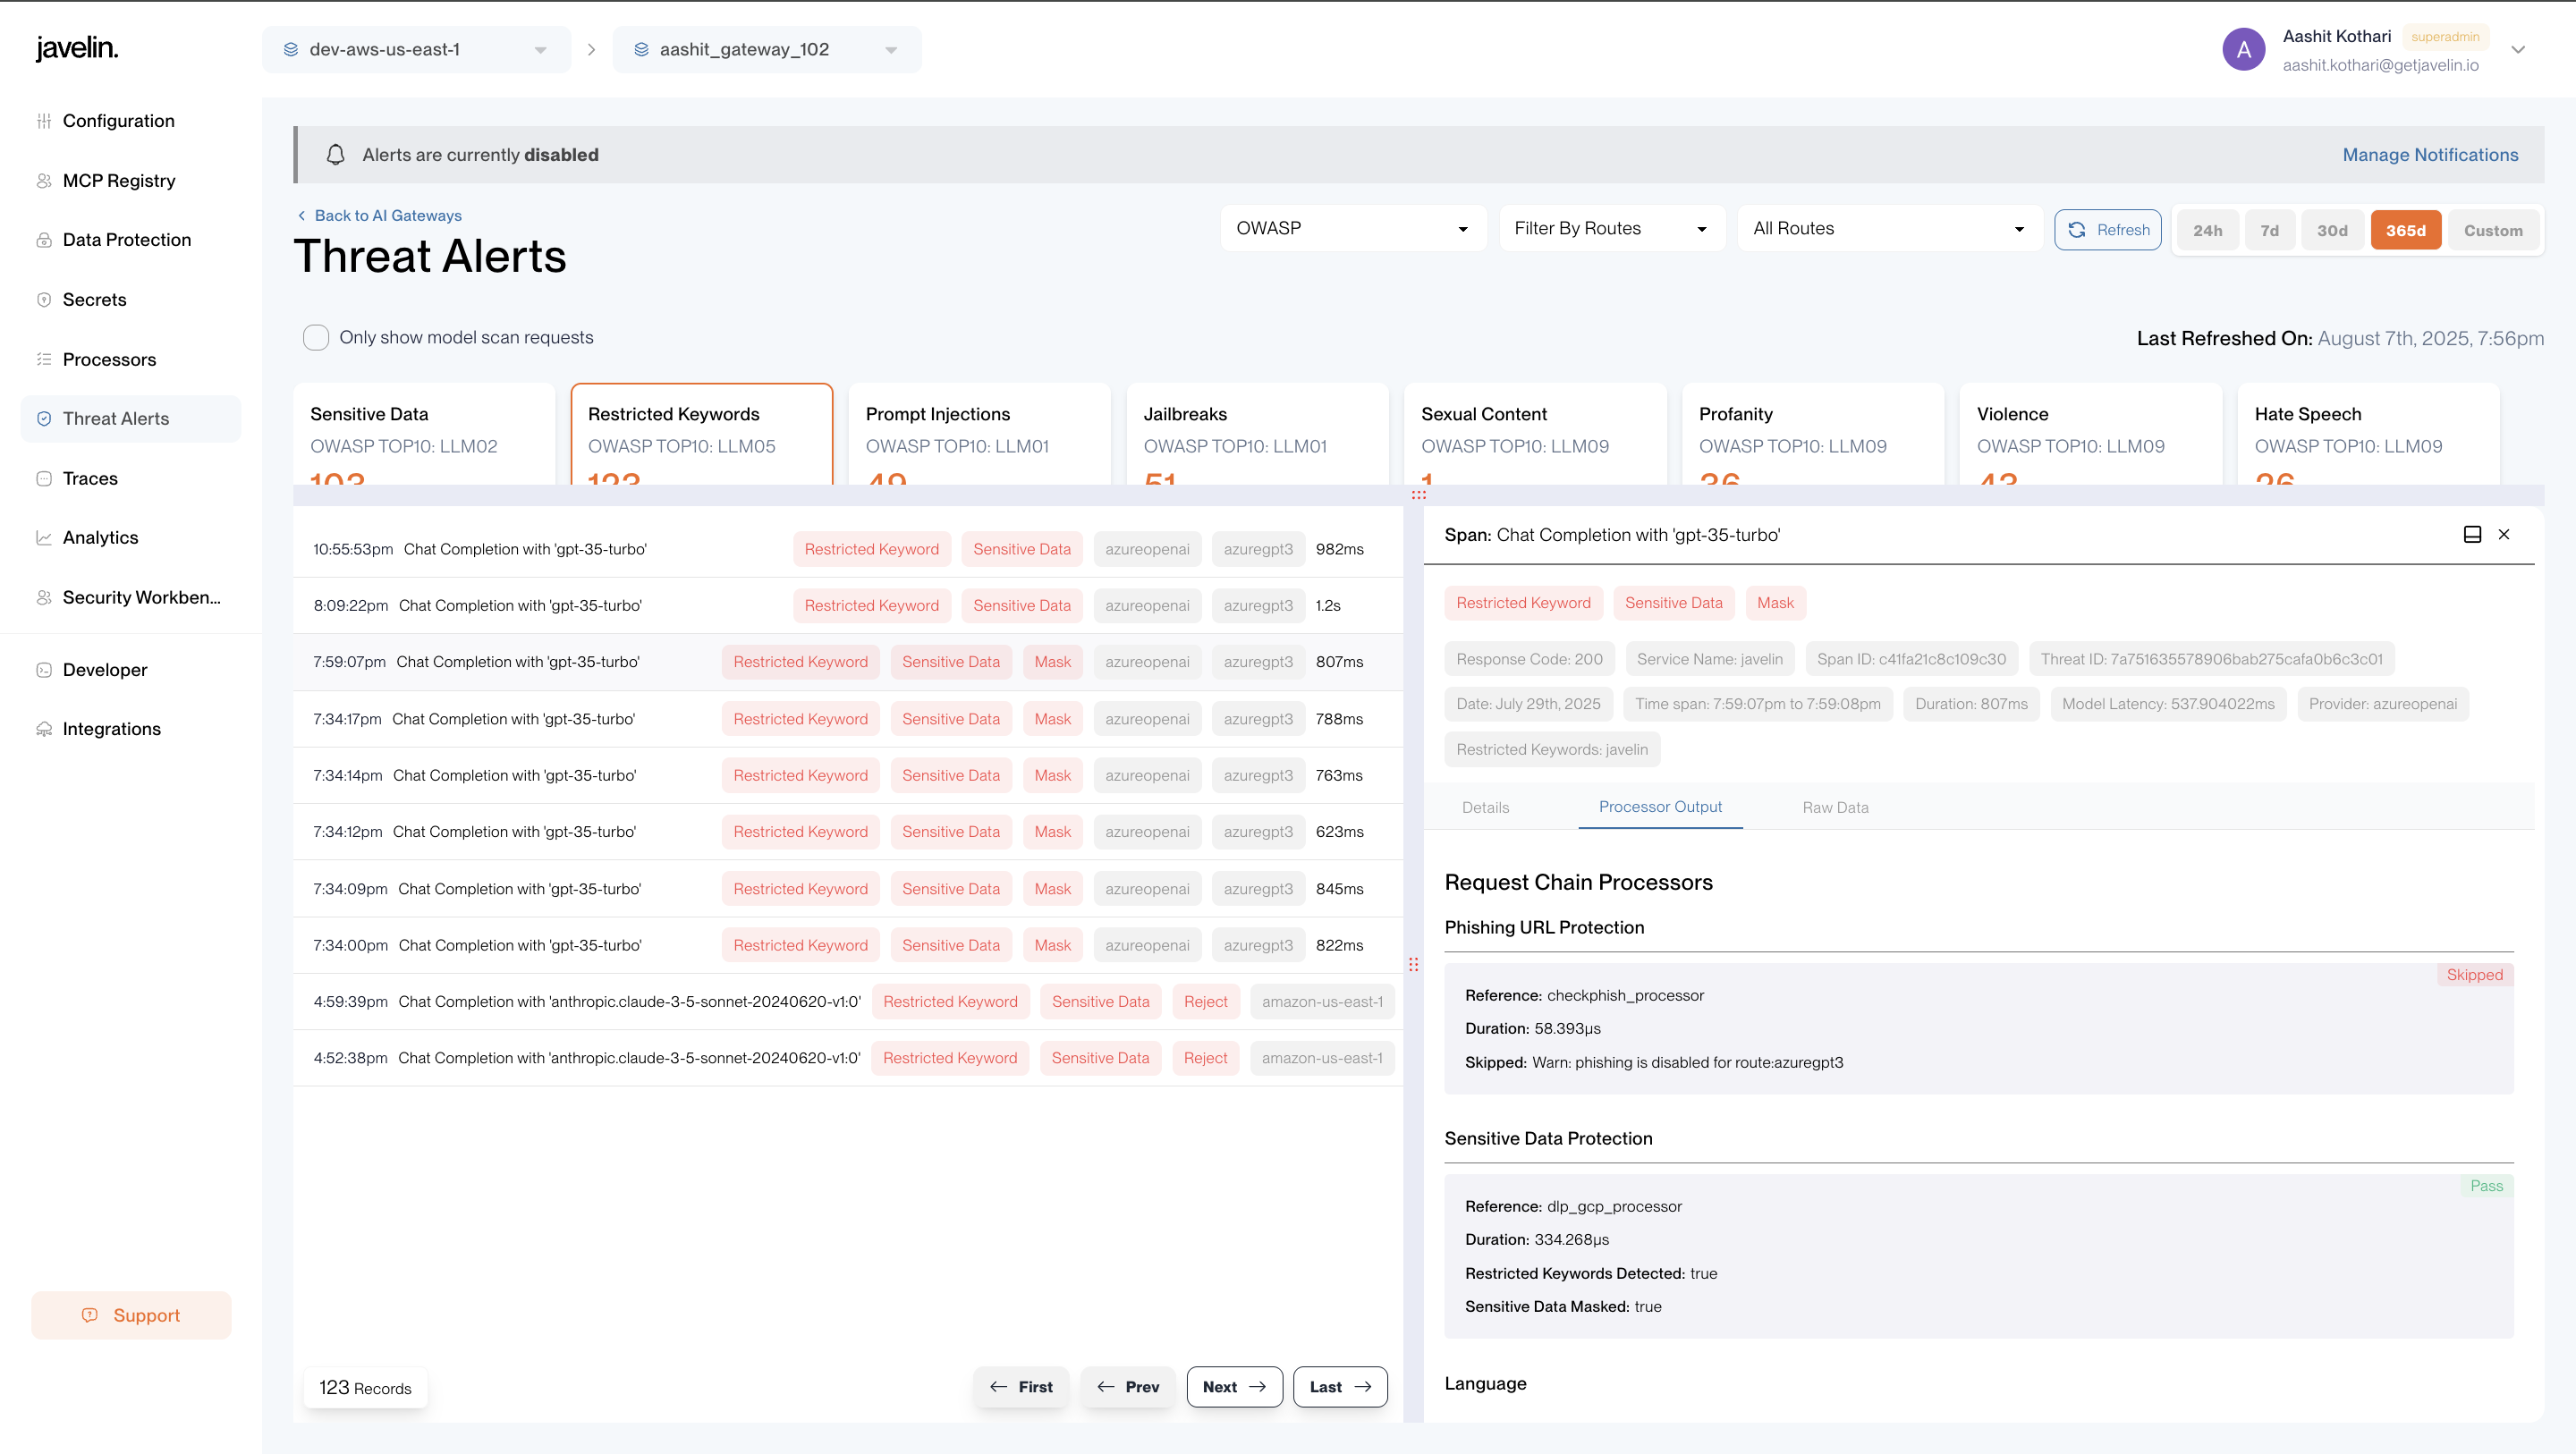 javelin.
dev-aws-us-east-1
aashit_gateway_102
A
Aashit Kothari superadmin
aashit.kothari@getjavelin.io
Configuration
MCP Registry
Data Protection
Secrets
Processors
Threat Alerts
Traces
Analytics
Security Workben...
Developer
Integrations
Support
Alerts are currently disabled
Manage Notifications
Back to AI Gateways
Threat Alerts
OWASP
Filter By Routes
All Routes
Refresh
24h 7d 30d 365d Custom
Only show model scan requests
Last Refreshed On: August 7th, 2025, 7:56pm
Sensitive Data
OWASP TOP10: LLM02
103
Restricted Keywords
OWASP TOP10: LLM05
123
Prompt Injections
OWASP TOP10: LLM01
49
Jailbreaks
OWASP TOP10: LLM01
51
Sexual Content
OWASP TOP10: LLM09
1
Profanity
OWASP TOP10: LLM09
36
Violence
OWASP TOP10: LLM09
43
Hate Speech
OWASP TOP10: LLM09
26
10:55:53pm Chat Completion with 'gpt-35-turbo' Restricted Keyword Sensitive Data azureopenai azuregpt3 982ms
8:09:22pm Chat Completion with 'gpt-35-turbo' Restricted Keyword Sensitive Data azureopenai azuregpt3 1.2s
7:59:07pm Chat Completion with 'gpt-35-turbo' Restricted Keyword Sensitive Data Mask azureopenai azuregpt3 807ms
7:34:17pm Chat Completion with 'gpt-35-turbo' Restricted Keyword Sensitive Data Mask azureopenai azuregpt3 788ms
7:34:14pm Chat Completion with 'gpt-35-turbo' Restricted Keyword Sensitive Data Mask azureopenai azuregpt3 763ms
7:34:12pm Chat Completion with 'gpt-35-turbo' Restricted Keyword Sensitive Data Mask azureopenai azuregpt3 623ms
7:34:09pm Chat Completion with 'gpt-35-turbo' Restricted Keyword Sensitive Data Mask azureopenai azuregpt3 845ms
7:34:00pm Chat Completion with 'gpt-35-turbo' Restricted Keyword Sensitive Data Mask azureopenai azuregpt3 822ms
4:59:39pm Chat Completion with 'anthropic.claude-3-5-sonnet-20240620-v1:0' Restricted Keyword Sensitive Data Reject amazon-us-east-1
4:52:38pm Chat Completion with 'anthropic.claude-3-5-sonnet-20240620-v1:0' Restricted Keyword Sensitive Data Reject amazon-us-east-1
123 Records
First Prev Next Last
Span: Chat Completion with 'gpt-35-turbo'
Restricted Keyword Sensitive Data Mask
Response Code: 200 Service Name: javelin Span ID: c41fa21c8c109c30 Threat ID: 7a751635578906bab275cafa0b6c3c01
Date: July 29th, 2025 Time span: 7:59:07pm to 7:59:08pm Duration: 807ms Model Latency: 537.904022ms Provider: azureopenai
Restricted Keywords: javelin
Details Processor Output Raw Data
Request Chain Processors
Phishing URL Protection
Skipped
Reference: checkphish_processor
Duration: 58.393µs
Skipped: Warn: phishing is disabled for route:azuregpt3
Sensitive Data Protection
Pass
Reference: dlp_gcp_processor
Duration: 334.268µs
Restricted Keywords Detected: true
Sensitive Data Masked: true
Language